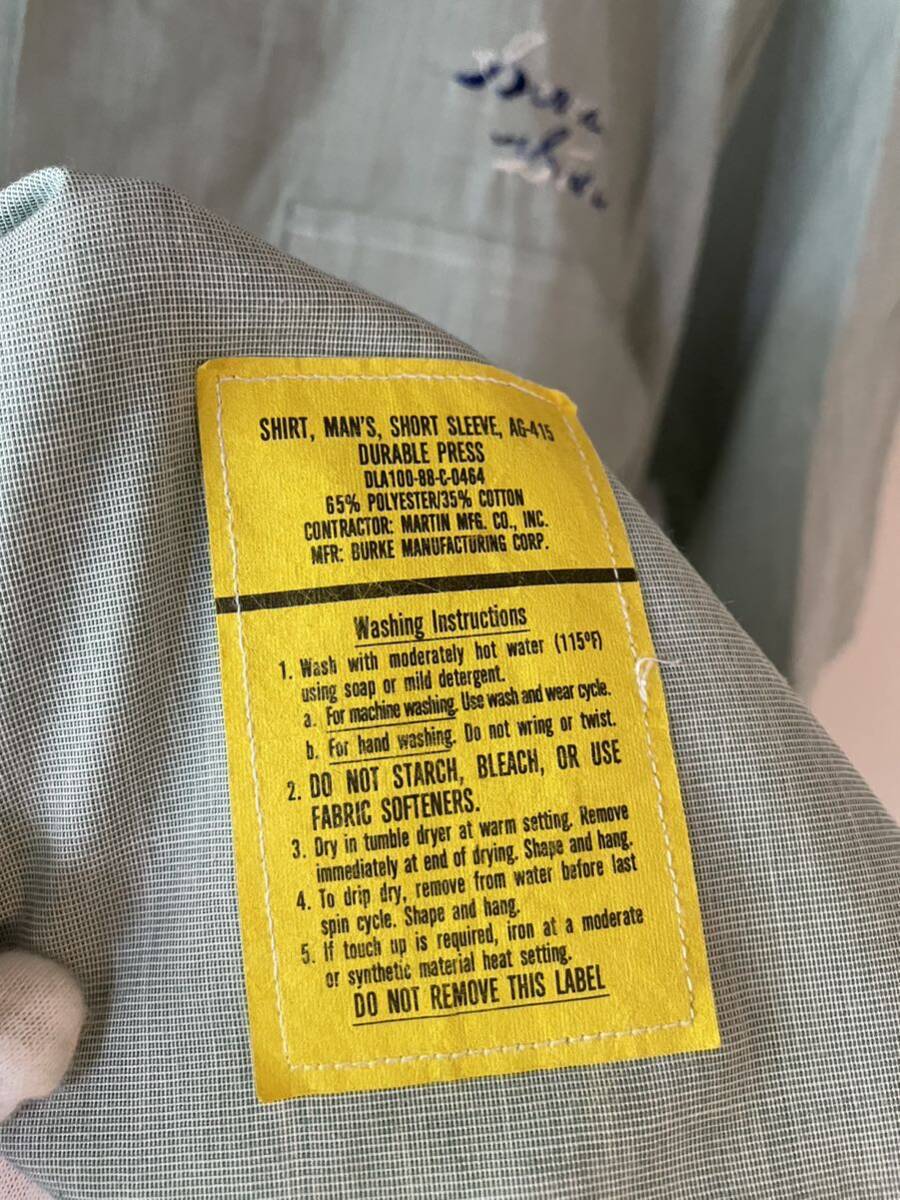 SHIRT, MAN'S, SHORT SLEEVE, AG-415
DURABLE PRESS
DLA100-88-C-0464
65% POLYESTER/35% COTTON
CONTRACTOR: MARTIN MFG. CO., INC.
MFR: BURKE MANUFACTURING CORP.
Washing Instructions
1. Wash with moderately hot water (115°F)
using soap or mild detergent.
a. For machine washing. Use wash and wear cycle.
b. For hand washing. Do not wring or twist.
2. DO NOT STARCH, BLEACH, OR USE
FABRIC SOFTENERS.
3. Dry in tumble dryer at warm setting. Remove
immediately at end of drying. Shape and hang.
4. To drip dry, remove from water before last
spin cycle. Shape and hang.
5. If touch up is required, iron at a moderate
or synthetic material heat setting.
DO NOT REMOVE THIS LABEL